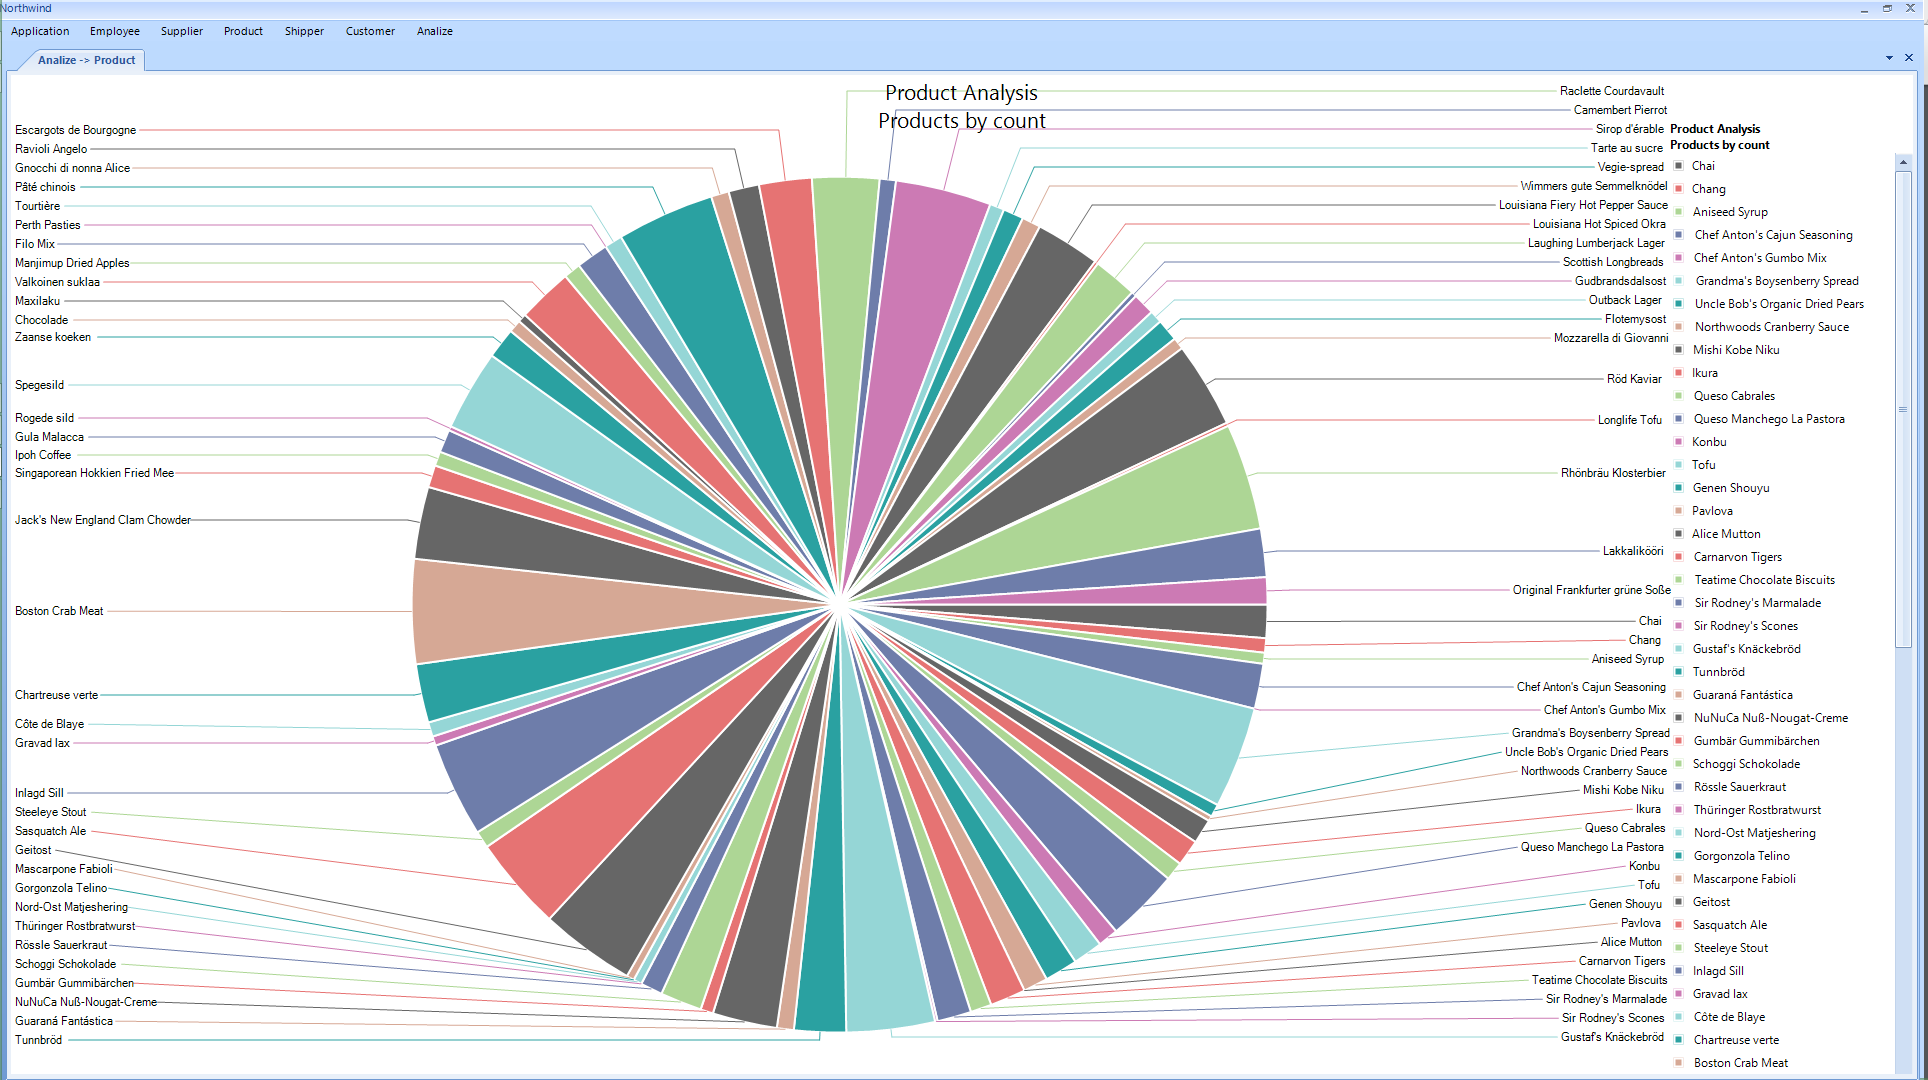 Northwind
Application Employee Supplier Product Shipper Customer Analize
Analize -> Product
Product Analysis
Products by count
Escargots de Bourgogne
Ravioli Angelo
Gnocchi di nonna Alice
Pâté chinois
Tourtière
Perth Pasties
Filo Mix
Manjimup Dried Apples
Valkoinen suklaa
Maxilaku
Chocolade
Zaanse koeken
Spegesild
Rogede sild
Gula Malacca
Ipoh Coffee
Singaporean Hokkien Fried Mee
Jack's New England Clam Chowder
Boston Crab Meat
Chartreuse verte
Côte de Blaye
Gravad lax
Inlagd Sill
Steeleye Stout
Sasquatch Ale
Geitost
Mascarpone Fabioli
Gorgonzola Telino
Nord-Ost Matjeshering
Thüringer Rostbratwurst
Rössle Sauerkraut
Schoggi Schokolade
Gumbär Gummibärchen
NuNuCa Nuß-Nougat-Creme
Guaraná Fantástica
Tunnbröd
Raclette Courdavault
Camembert Pierrot
Sirop d'érable
Tarte au sucre
Vegie-spread
Wimmers gute Semmelknödel
Louisiana Fiery Hot Pepper Sauce
Louisiana Hot Spiced Okra
Laughing Lumberjack Lager
Scottish Longbreads
Gudbrandsdalsost
Outback Lager
Flotemysost
Mozzarella di Giovanni
Röd Kaviar
Longlife Tofu
Rhönbräu Klosterbier
Lakkalikööri
Original Frankfurter grüne Soße
Chai
Chang
Aniseed Syrup
Chef Anton's Cajun Seasoning
Chef Anton's Gumbo Mix
Grandma's Boysenberry Spread
Uncle Bob's Organic Dried Pears
Northwoods Cranberry Sauce
Mishi Kobe Niku
Ikura
Queso Cabrales
Queso Manchego La Pastora
Konbu
Tofu
Genen Shouyu
Pavlova
Alice Mutton
Carnarvon Tigers
Teatime Chocolate Biscuits
Sir Rodney's Marmalade
Sir Rodney's Scones
Gustaf's Knäckebröd
Product Analysis
Products by count
Chai
Chang
Aniseed Syrup
Chef Anton's Cajun Seasoning
Chef Anton's Gumbo Mix
Grandma's Boysenberry Spread
Uncle Bob's Organic Dried Pears
Northwoods Cranberry Sauce
Mishi Kobe Niku
Ikura
Queso Cabrales
Queso Manchego La Pastora
Konbu
Tofu
Genen Shouyu
Pavlova
Alice Mutton
Carnarvon Tigers
Teatime Chocolate Biscuits
Sir Rodney's Marmalade
Sir Rodney's Scones
Gustaf's Knäckebröd
Tunnbröd
Guaraná Fantástica
NuNuCa Nuß-Nougat-Creme
Gumbär Gummibärchen
Schoggi Schokolade
Rössle Sauerkraut
Thüringer Rostbratwurst
Nord-Ost Matjeshering
Gorgonzola Telino
Mascarpone Fabioli
Geitost
Sasquatch Ale
Steeleye Stout
Inlagd Sill
Gravad lax
Côte de Blaye
Chartreuse verte
Boston Crab Meat